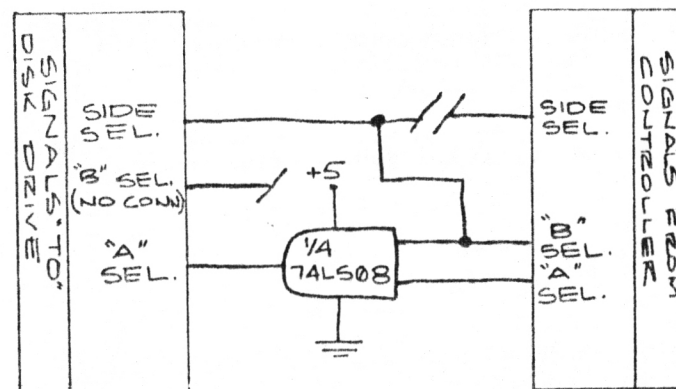 SIGNALS "TO"
DISK DRIVE
SIDE
SEL.
"B" SEL.
(NO CONN)
"A"
SEL.
+5
1/4
74LS08
SIDE
SEL.
"B"
SEL.
"A"
SEL.
SIGNALS FROM
CONTROLLER